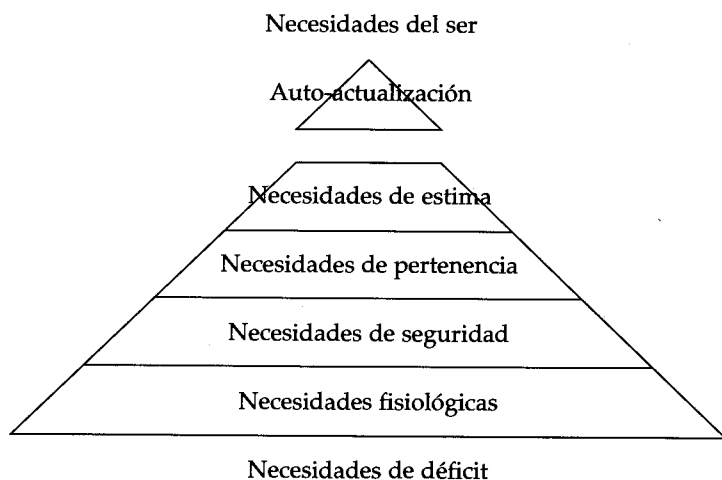 Necesidades del ser
Auto-actualización
Necesidades de estima
Necesidades de pertenencia
Necesidades de seguridad
Necesidades fisiológicas
Necesidades de déficit